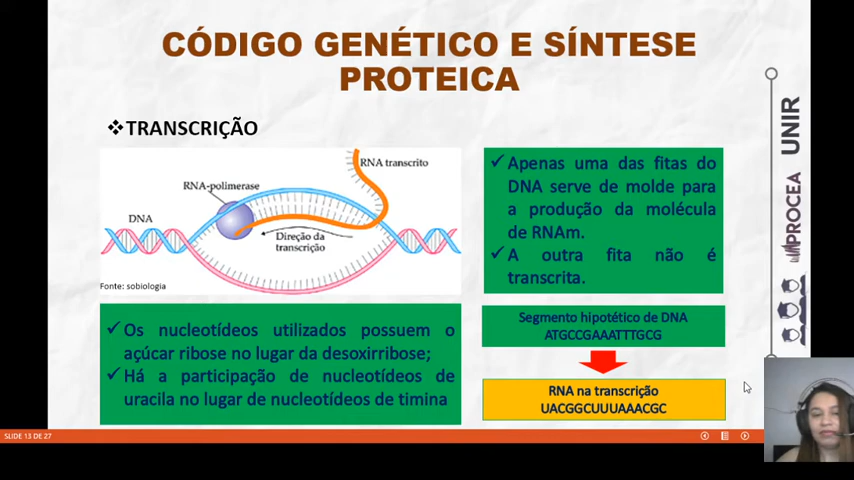 CÓDIGO GENÉTICO E SÍNTESE
PROTEICA
❖TRANSCRIÇÃO
RNA transcrito
RNA-polimerase
DNA
Direção da
transcrição
Fonte: sobiologia
✓Apenas uma das fitas do
DNA serve de molde para
a produção da molécula
de RNAm.
✓A outra fita não é
transcrita.
✓Os nucleotídeos utilizados possuem o
açúcar ribose no lugar da desoxirribose;
✓Há a participação de nucleotídeos de
uracila no lugar de nucleotídeos de timina
Segmento hipotético de DNA
ATGCCGAAATTTGCG
RNA na transcrição
UACGGCUUUAAACGC
UNIR
PROCEA
SLIDE 13 DE 27